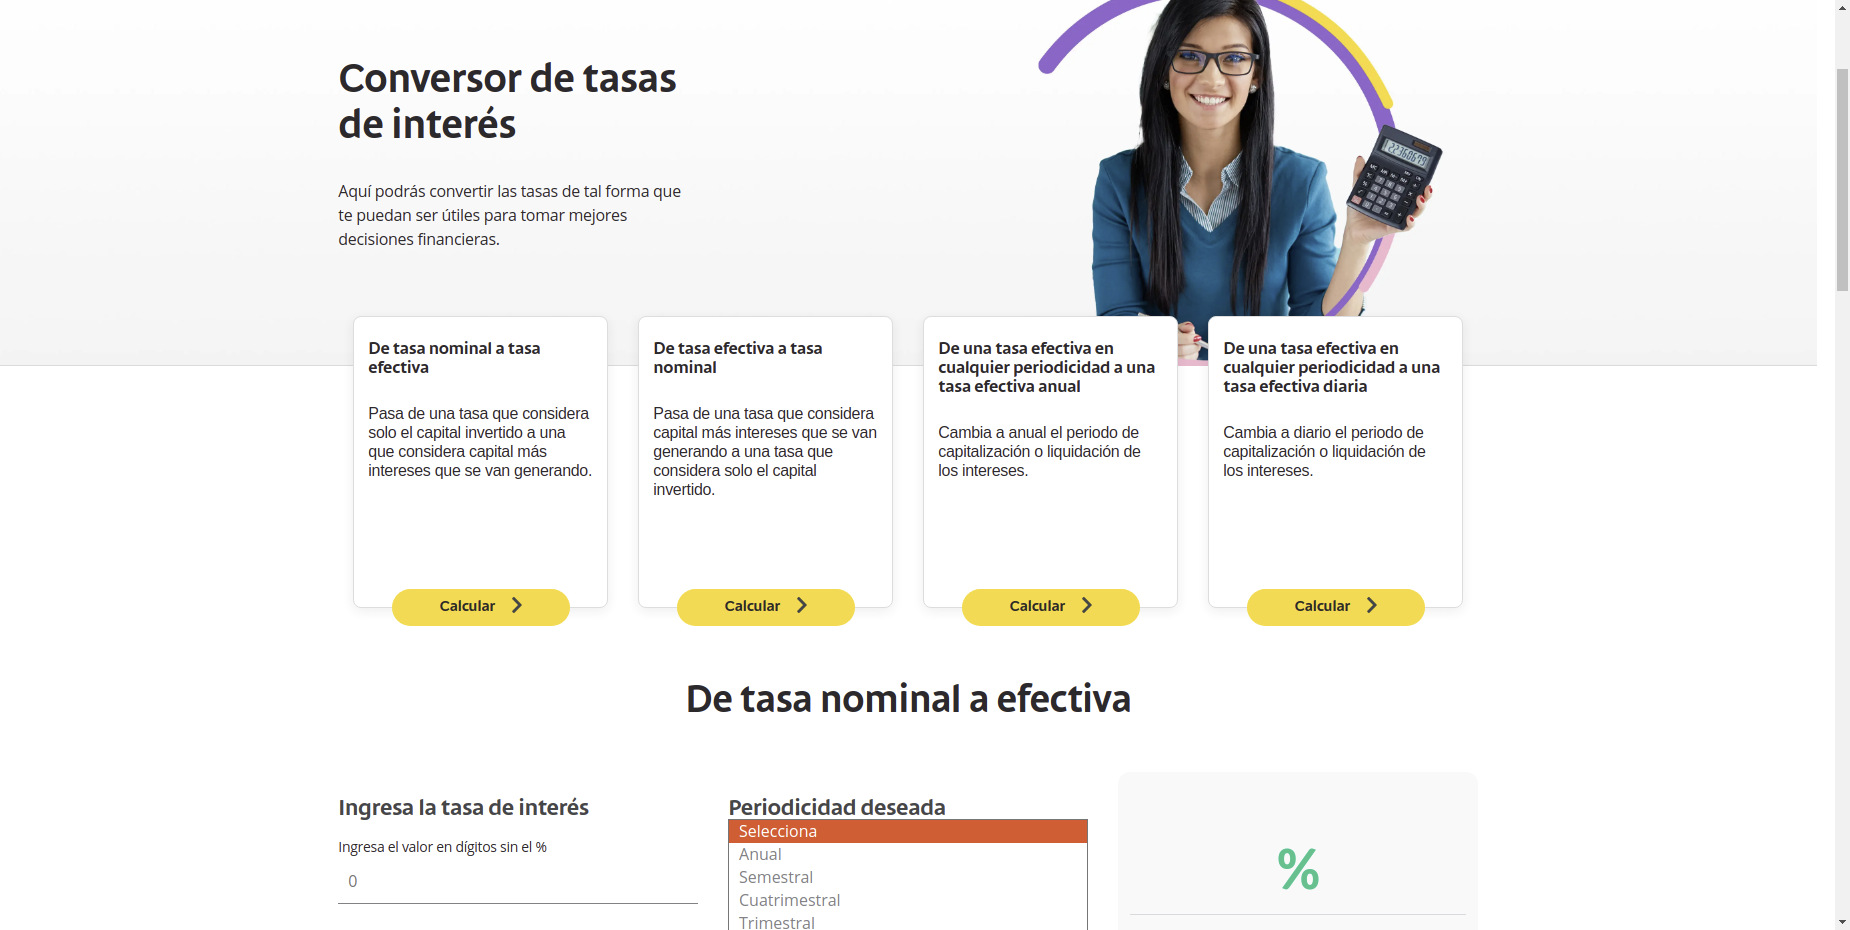 Conversor de tasas
de interés
Aquí podrás convertir las tasas de tal forma que
te puedan ser útiles para tomar mejores
decisiones financieras.
De tasa nominal a tasa
efectiva
Pasa de una tasa que considera
solo el capital invertido a una
que considera capital más
intereses que se van generando.
Calcular
De tasa efectiva a tasa
nominal
Pasa de una tasa que considera
capital más intereses que se van
generando a una tasa que
considera solo el capital
invertido.
Calcular
De una tasa efectiva en
cualquier periodicidad a una
tasa efectiva anual
Cambia a anual el periodo de
capitalización o liquidación de
los intereses.
Calcular
De una tasa efectiva en
cualquier periodicidad a una
tasa efectiva diaria
Cambia a diario el periodo de
capitalización o liquidación de
los intereses.
Calcular
De tasa nominal a efectiva
Ingresa la tasa de interés
Ingresa el valor en dígitos sin el %
0
Periodicidad deseada
Selecciona
Anual
Semestral
Cuatrimestral
Trimestral
%